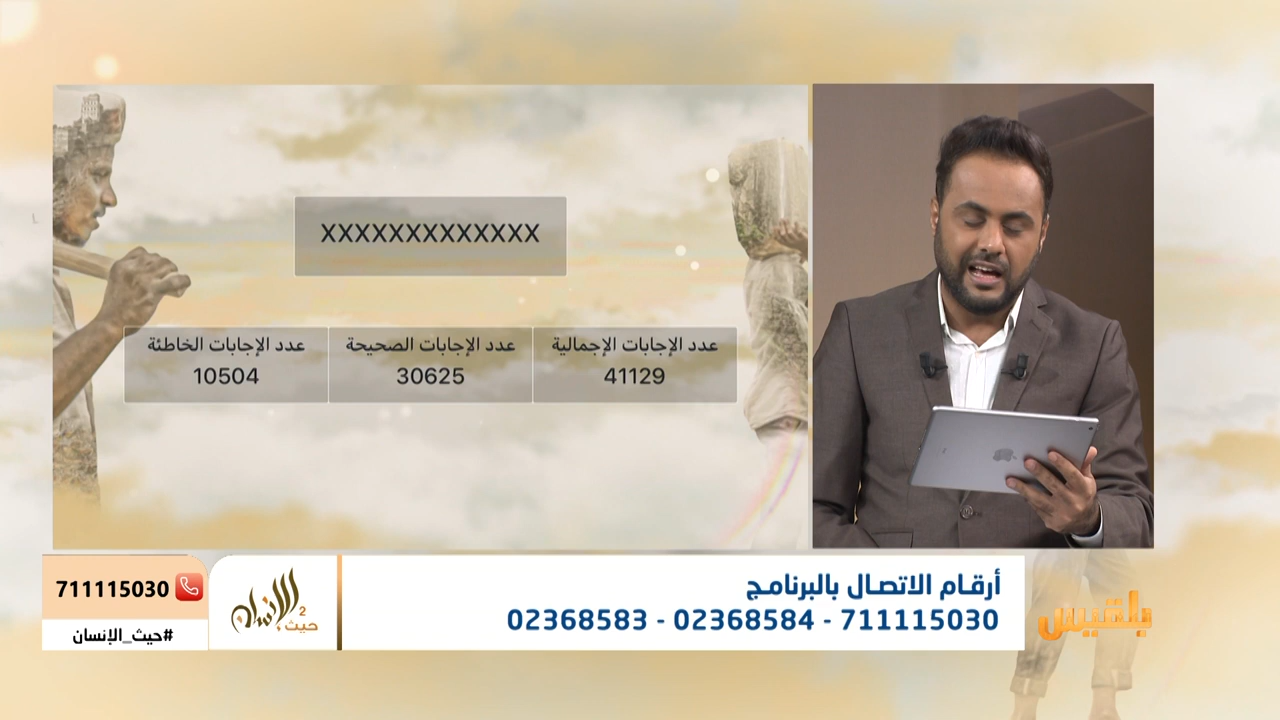 XXXXXXXXXXXXX
عدد الإجابات الإجمالية
41129
عدد الإجابات الصحيحة
30625
عدد الإجابات الخاطئة
10504
أرقام الاتصال بالبرنامج
02368583 - 02368584 - 711115030
حيث الإنسان 2
711115030
#حيث_الإنسان
بلقيس